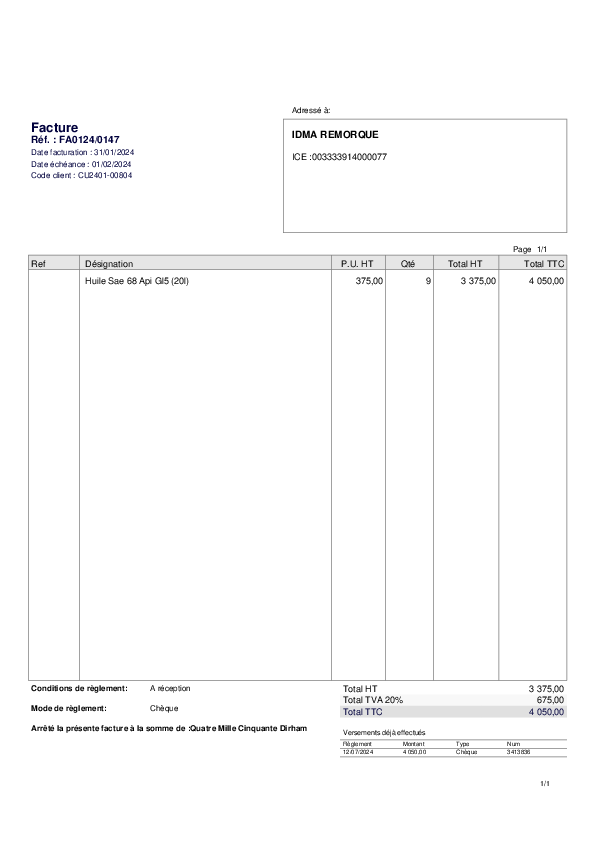 Adressé à:
Facture
Réf. : FA0124/0147
Date facturation : 31/01/2024
Date échéance : 01/02/2024
Code client : CU2401-00804
IDMA REMORQUE
ICE :003333914000077
Page 1/1
Ref Désignation P.U. HT Qté Total HT Total TTC
Huile Sae 68 Api Gl5 (20l) 375,00 9 3 375,00 4 050,00
Conditions de règlement: A réception
Mode de règlement: Chèque
Arrêté la présente facture à la somme de :Quatre Mille Cinquante Dirham
Total HT 3 375,00
Total TVA 20% 675,00
Total TTC 4 050,00
Versements déjà effectués
Règlement Montant Type Num
12/07/2024 4 050,00 Chèque 3413836
1/1